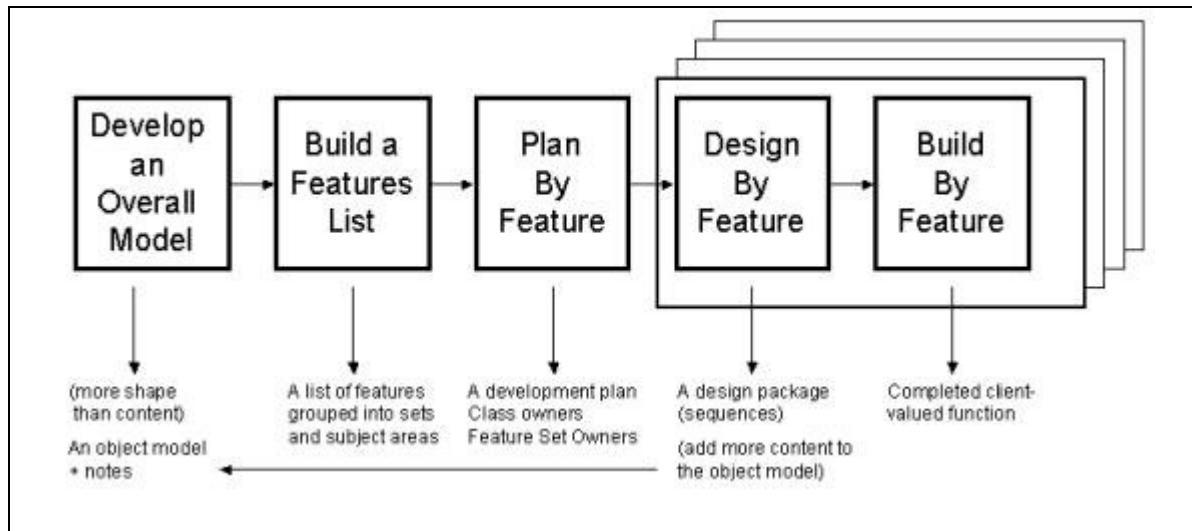 Develop
an
Overall
Model
Build a
Features
List
Plan
By
Feature
Design
By
Feature
Build
By
Feature
(more shape
than content)
An object model
+ notes
A list of features
grouped into sets
and subject areas
A development plan
Class owners
Feature Set Owners
A design package
(sequences)
(add more content to
the object model)
Completed client-
valued function